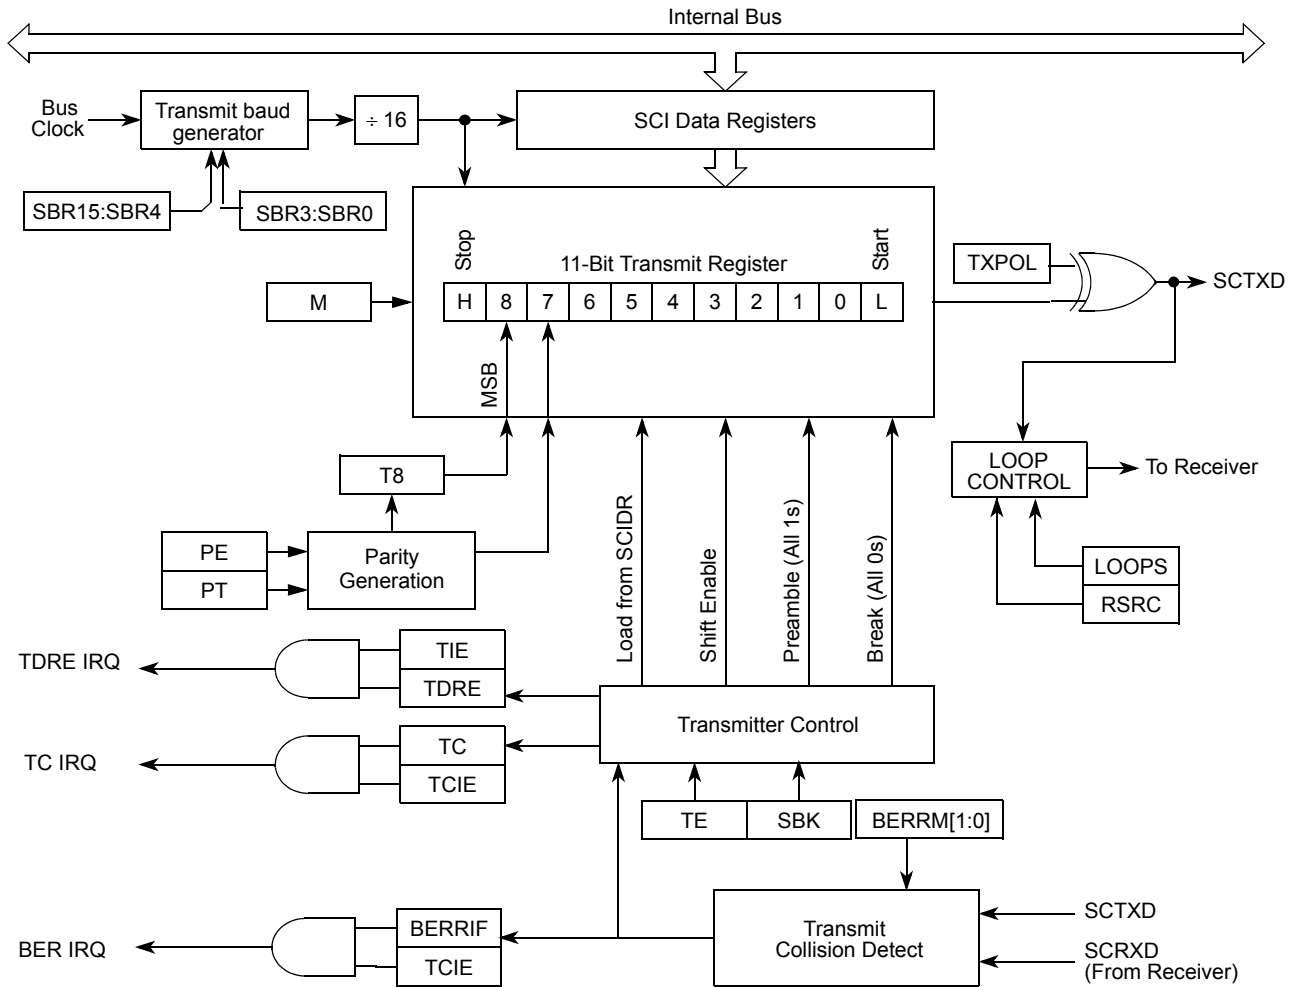 Internal Bus
Bus
Clock
Transmit baud
generator
÷ 16
SCI Data Registers
SBR15:SBR4
SBR3:SBR0
Stop
11-Bit Transmit Register
Start
M
H 8 7 6 5 4 3 2 1 0 L
TXPOL
SCTXD
MSB
T8
LOOP
CONTROL
To Receiver
PE
PT
Parity
Generation
Load from SCIDR
Shift Enable
Preamble (All 1s)
Break (All 0s)
LOOPS
RSRC
TDRE IRQ
TIE
TDRE
Transmitter Control
TC IRQ
TC
TCIE
TE
SBK
BERRM[1:0]
BER IRQ
BERRIF
TCIE
Transmit
Collision Detect
SCTXD
SCRXD
(From Receiver)